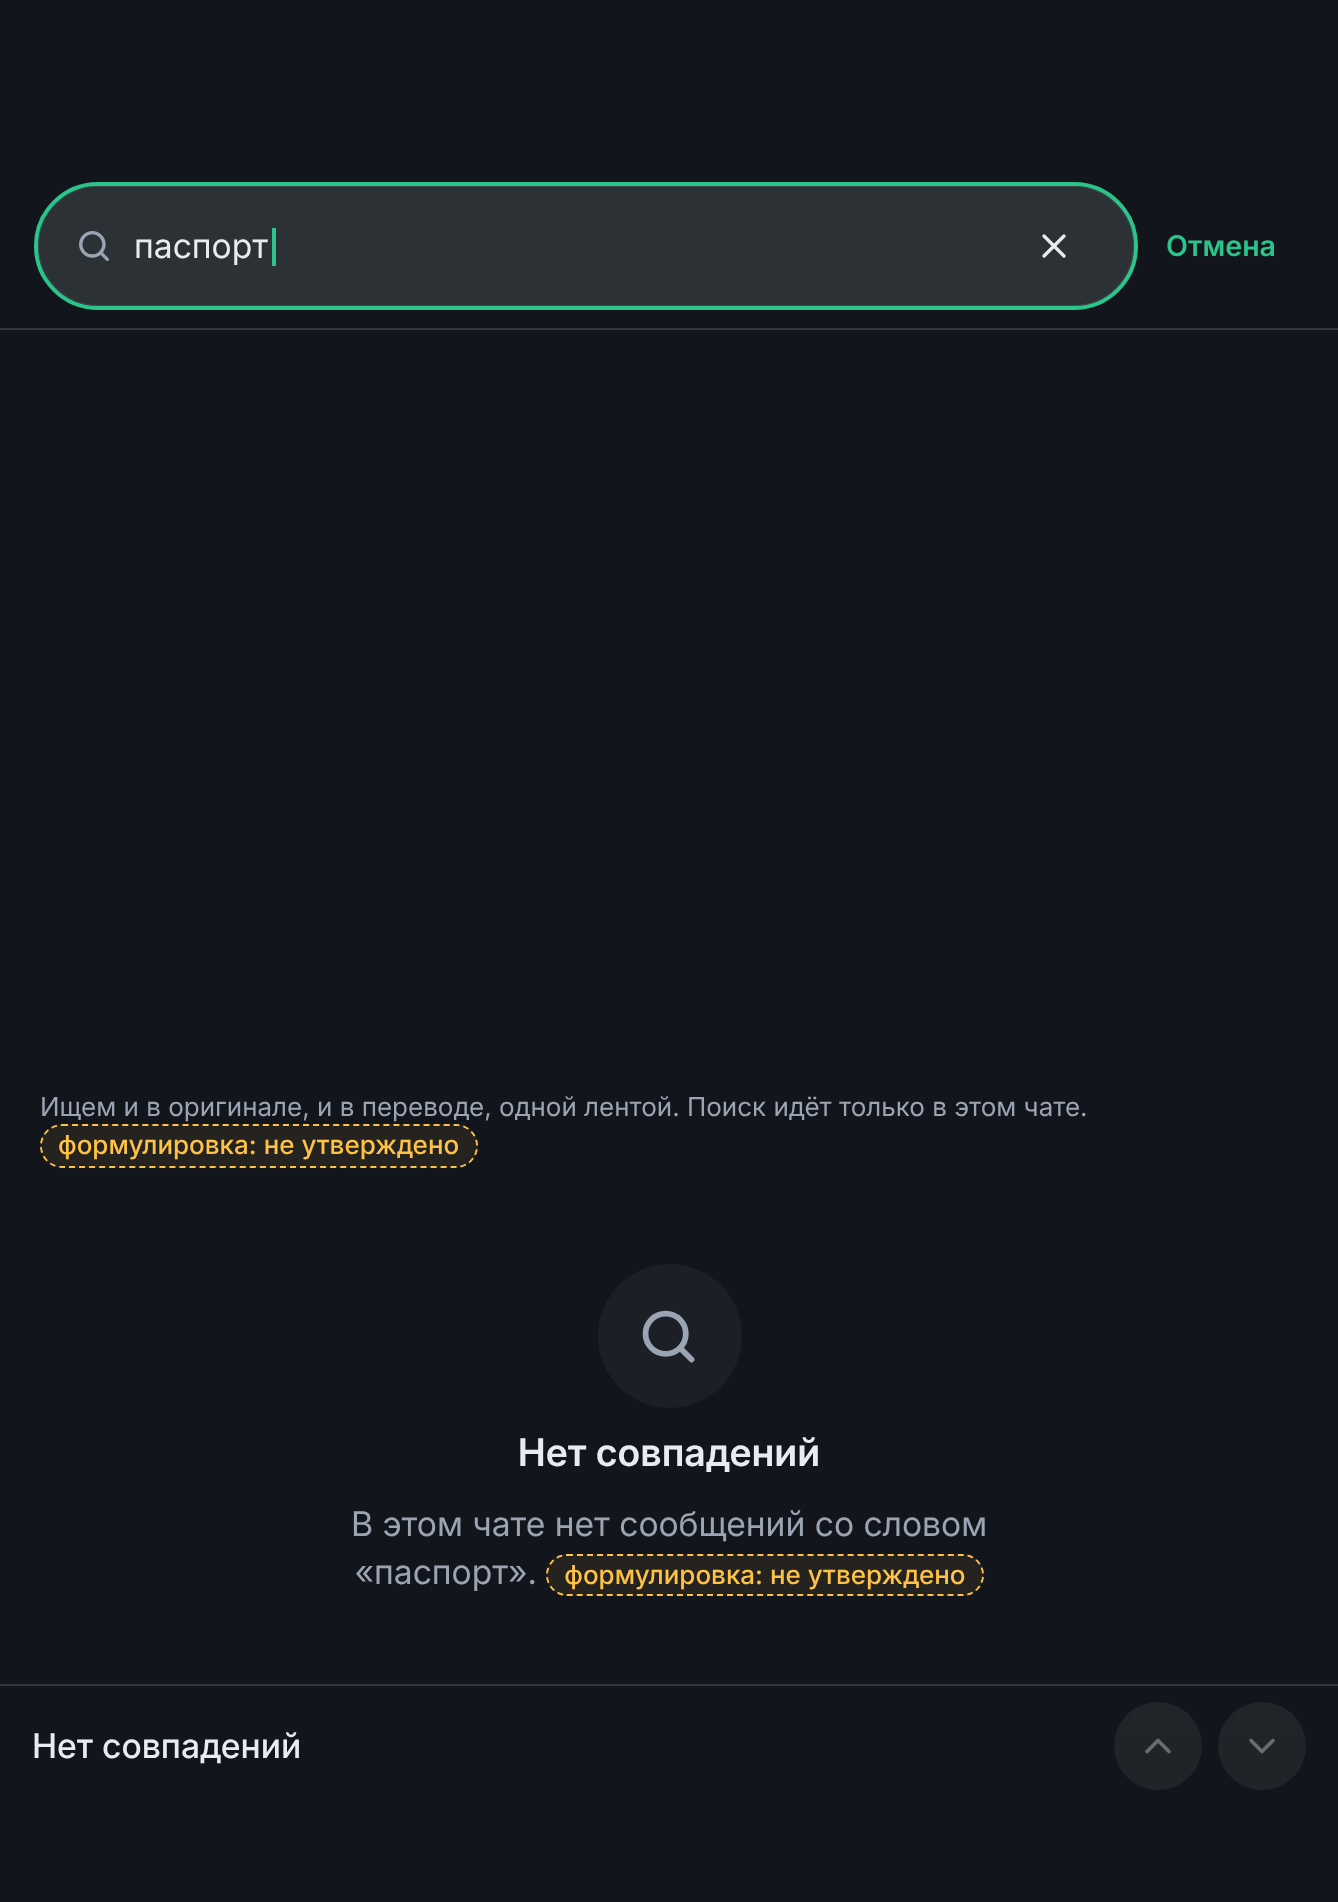 паспорт
Отмена
Ищем и в оригинале, и в переводе, одной лентой. Поиск идёт только в этом чате.
формулировка: не утверждено
Нет совпадений
В этом чате нет сообщений со словом
«паспорт». формулировка: не утверждено
Нет совпадений